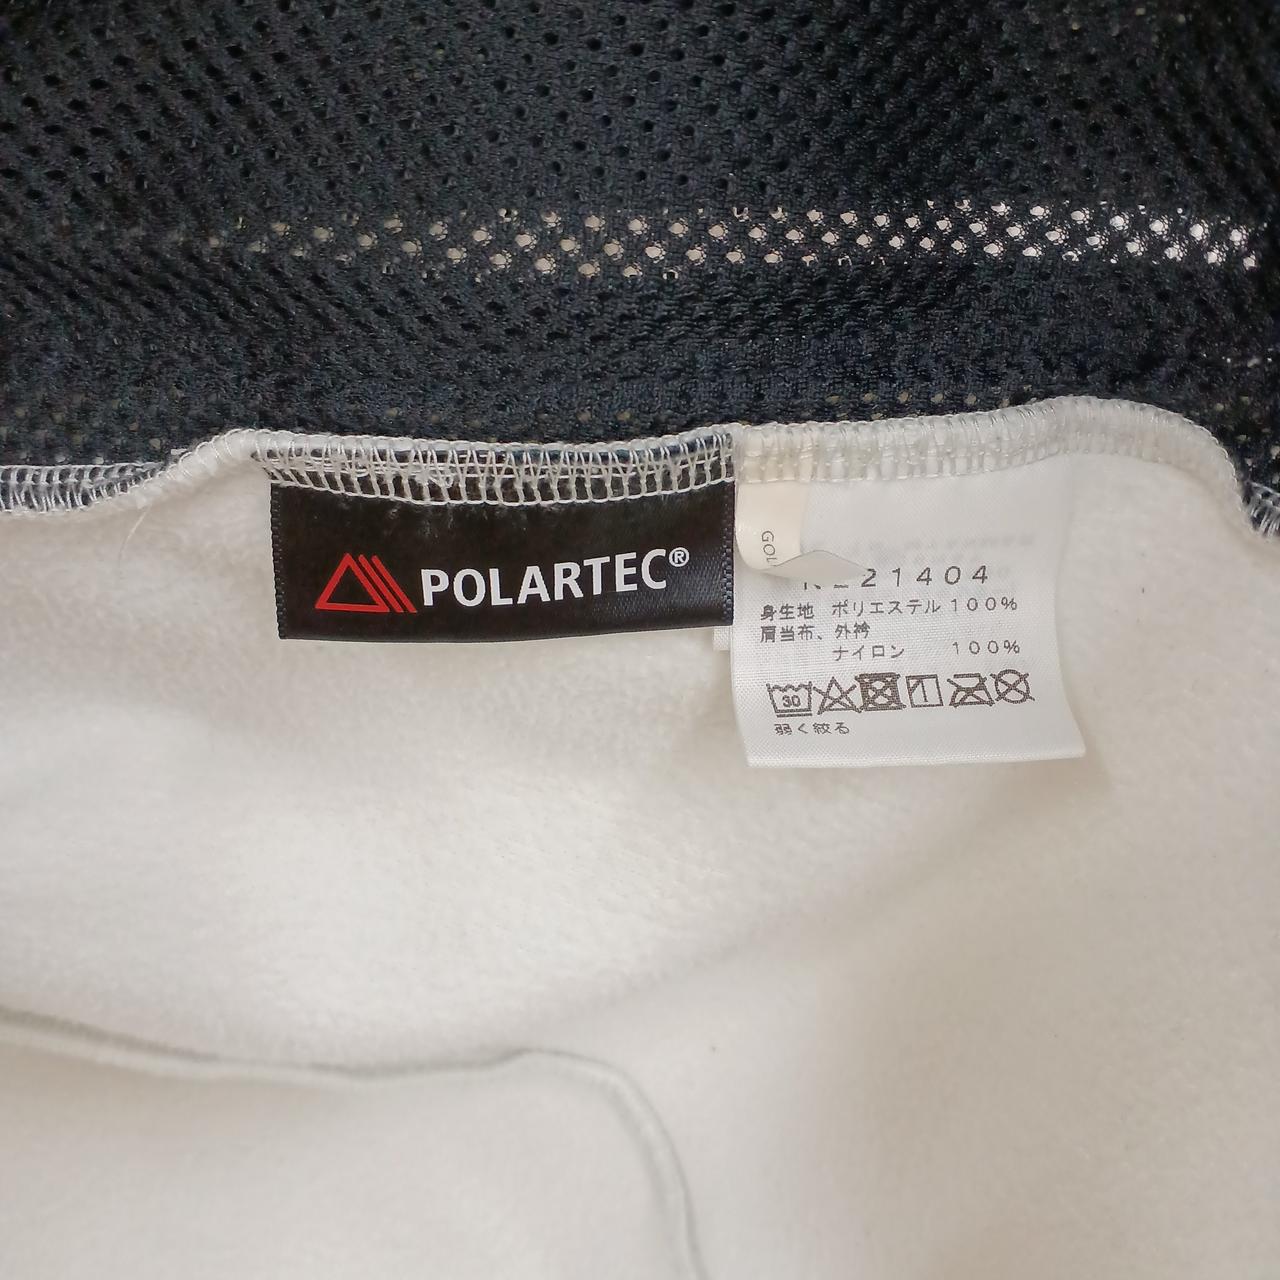 POLARTEC®
GOL
21404
身生地 ポリエステル 100%
肩当布、外衿
ナイロン 100%
30
弱く絞る